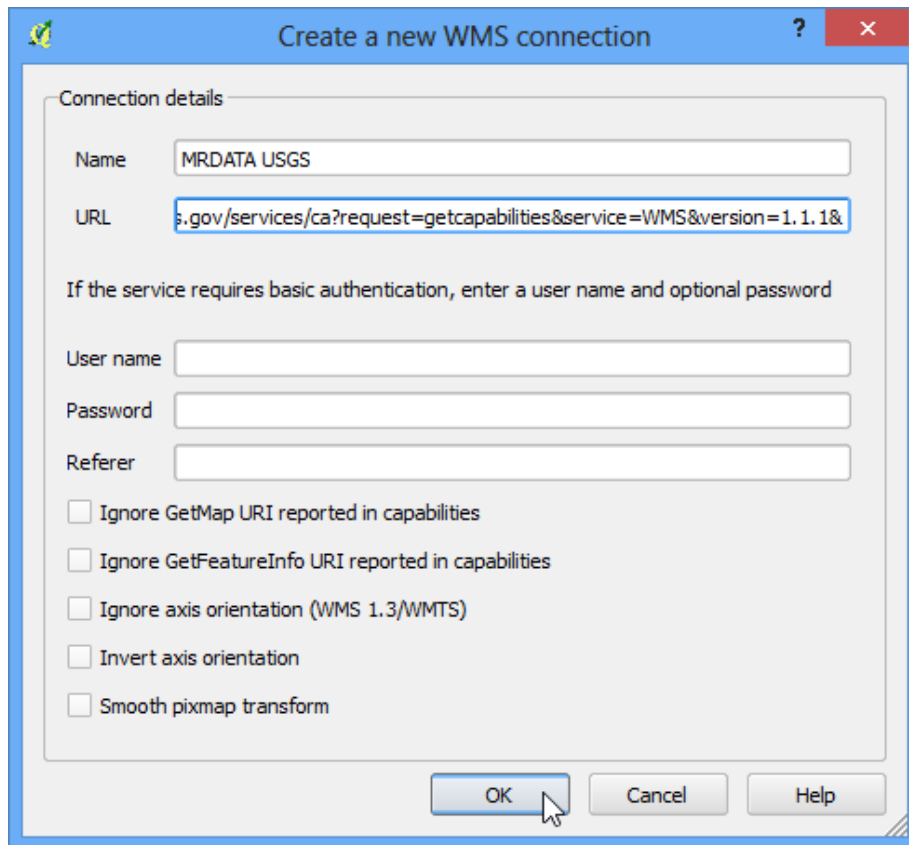 Create a new WMS connection
?
×
Connection details
Name MRDATA USGS
URL s.gov/services/ca?request=getcapabilities&service=WMS&version=1.1.1&
If the service requires basic authentication, enter a user name and optional password
User name
Password
Referer
Ignore GetMap URI reported in capabilities
Ignore GetFeatureInfo URI reported in capabilities
Ignore axis orientation (WMS 1.3/WMTS)
Invert axis orientation
Smooth pixmap transform
OK Cancel Help